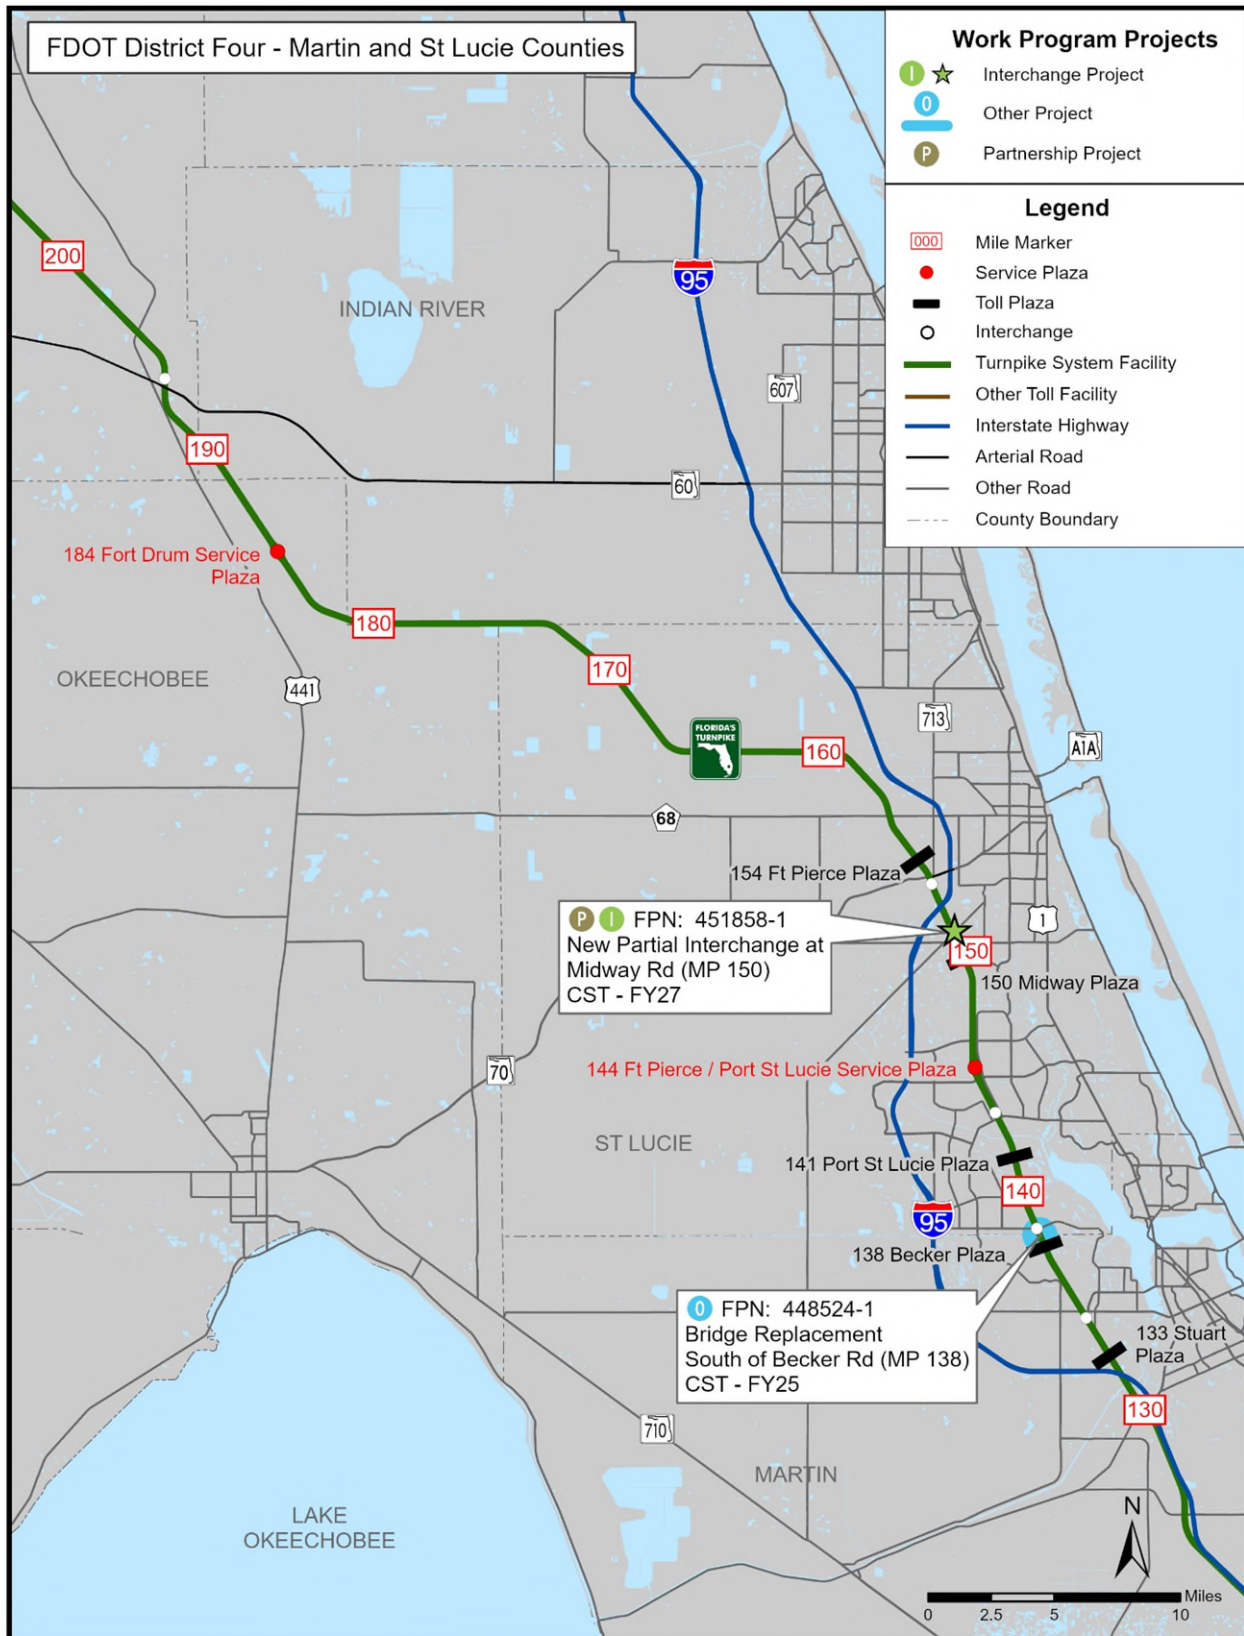 FDOT District Four - Martin and St Lucie Counties
Work Program Projects
I
Interchange Project
O
Other Project
P
Partnership Project
Legend
000
Mile Marker
Service Plaza
Toll Plaza
Interchange
Turnpike System Facility
Other Toll Facility
Interstate Highway
Arterial Road
Other Road
County Boundary
200
95
INDIAN RIVER
607
190
60
184 Fort Drum Service
Plaza
180
170
OKEECHOBEE
441
713
FLORIDA'S
TURNPIKE
160
A1A
68
154 Ft Pierce Plaza
P I FPN: 451858-1
New Partial Interchange at
Midway Rd (MP 150)
CST - FY27
1
150
150 Midway Plaza
70
144 Ft Pierce / Port St Lucie Service Plaza
ST LUCIE
141 Port St Lucie Plaza
140
95
138 Becker Plaza
O FPN: 448524-1
Bridge Replacement
South of Becker Rd (MP 138)
CST - FY25
133 Stuart
Plaza
130
710
MARTIN
LAKE
OKEECHOBEE
N
Miles
0 2.5 5 10